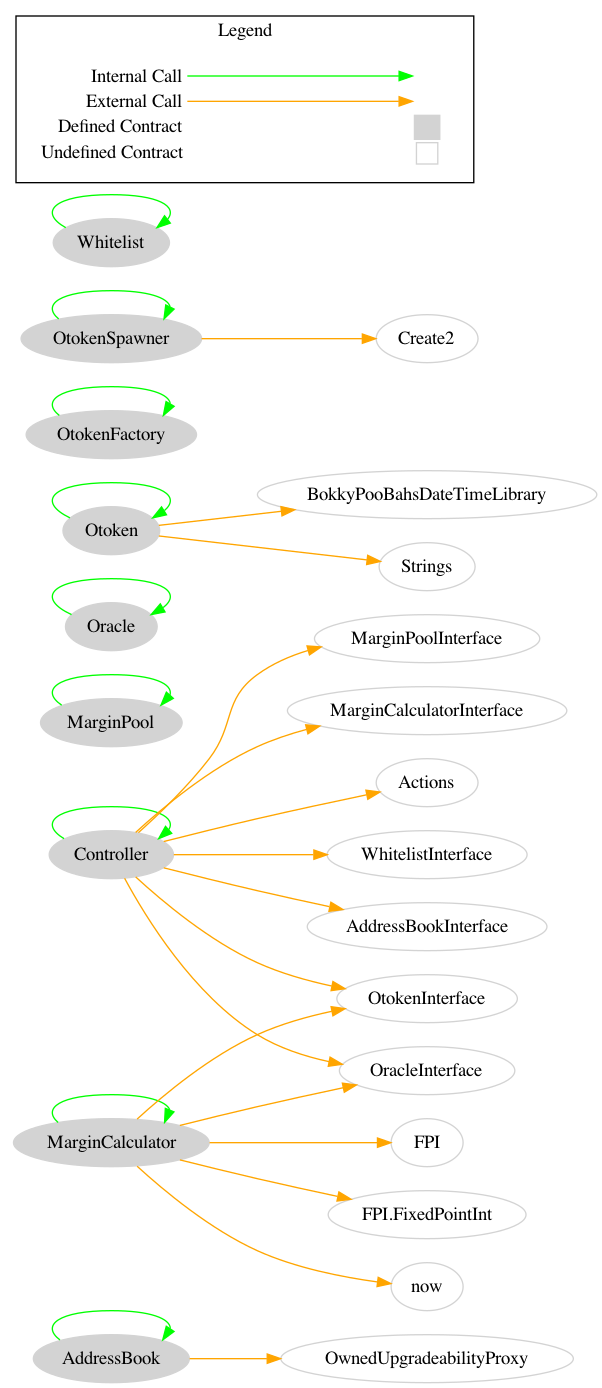 Legend
Internal Call
External Call
Defined Contract
Undefined Contract
Whitelist
OtokenSpawner
Create2
OtokenFactory
BokkyPooBahsDateTimeLibrary
Otoken
Strings
Oracle
MarginPoolInterface
MarginCalculatorInterface
MarginPool
Actions
Controller
WhitelistInterface
AddressBookInterface
OtokenInterface
OracleInterface
MarginCalculator
FPI
FPI.FixedPointInt
now
AddressBook
OwnedUpgradeabilityProxy